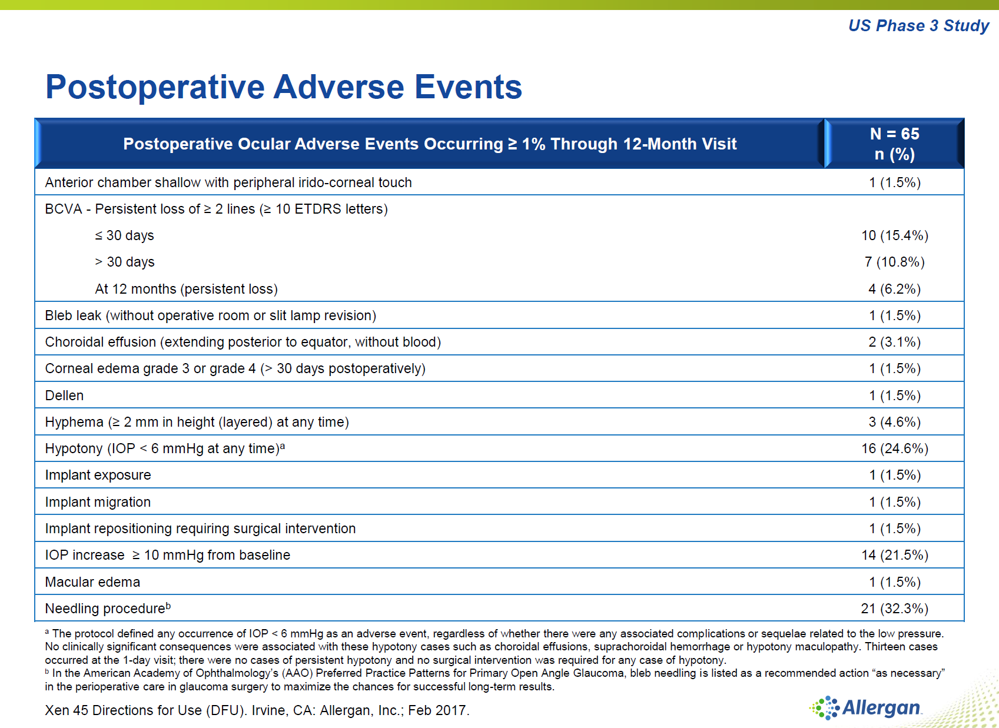 US Phase 3 Study
Postoperative Adverse Events
Postoperative Ocular Adverse Events Occurring ≥ 1% Through 12-Month Visit
N = 65
n (%)
Anterior chamber shallow with peripheral irido-corneal touch 1 (1.5%)
BCVA - Persistent loss of ≥ 2 lines (≥ 10 ETDRS letters)
≤ 30 days 10 (15.4%)
> 30 days 7 (10.8%)
At 12 months (persistent loss) 4 (6.2%)
Bleb leak (without operative room or slit lamp revision) 1 (1.5%)
Choroidal effusion (extending posterior to equator, without blood) 2 (3.1%)
Corneal edema grade 3 or grade 4 (> 30 days postoperatively) 1 (1.5%)
Dellen 1 (1.5%)
Hyphema (≥ 2 mm in height (layered) at any time) 3 (4.6%)
Hypotony (IOP < 6 mmHg at any time)ᵃ 16 (24.6%)
Implant exposure 1 (1.5%)
Implant migration 1 (1.5%)
Implant repositioning requiring surgical intervention 1 (1.5%)
IOP increase ≥ 10 mmHg from baseline 14 (21.5%)
Macular edema 1 (1.5%)
Needling procedureᵇ 21 (32.3%)
ᵃ The protocol defined any occurrence of IOP < 6 mmHg as an adverse event, regardless of whether there were any associated complications or sequelae related to the low pressure.
No clinically significant consequences were associated with these hypotony cases such as choroidal effusions, suprachoroidal hemorrhage or hypotony maculopathy. Thirteen cases
occurred at the 1-day visit; there were no cases of persistent hypotony and no surgical intervention was required for any case of hypotony.
ᵇ In the American Academy of Ophthalmology's (AAO) Preferred Practice Patterns for Primary Open Angle Glaucoma, bleb needling is listed as a recommended action “as necessary”
in the perioperative care in glaucoma surgery to maximize the chances for successful long-term results.
Xen 45 Directions for Use (DFU). Irvine, CA: Allergan, Inc.; Feb 2017.
Allergan™